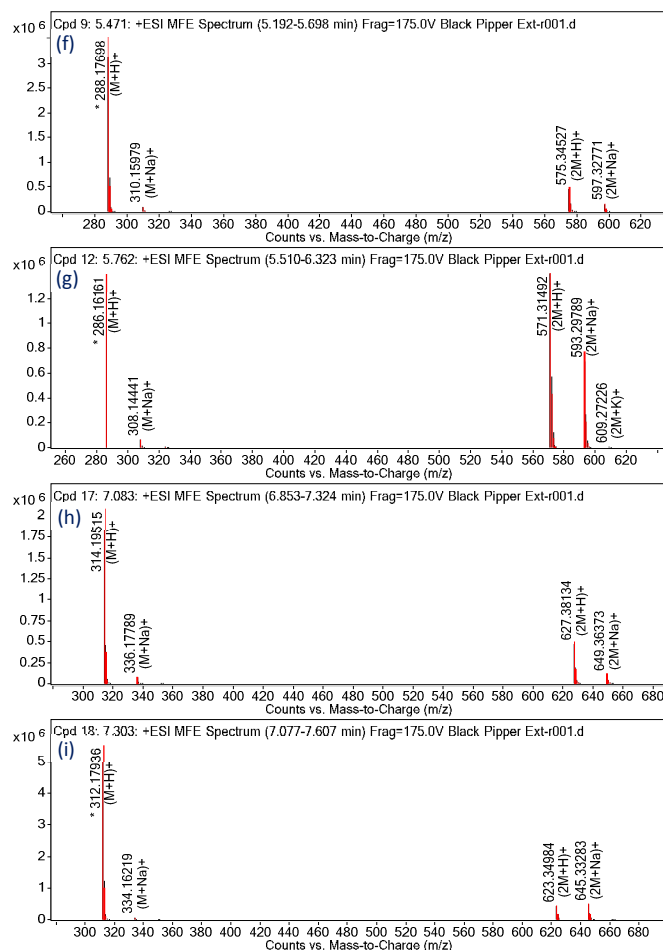 x10 6 Cpd 9: 5.471: +ESI MFE Spectrum (5.192-5.698 min) Frag=175.0V Black Pipper Ext-r001.d
(f)
* 288.17698
(M+H)+
310.15979
(M+Na)+
575.34527
(2M+H)+
597.32771
(2M+Na)+
3
2.5
2
1.5
1
0.5
0
280 300 320 340 360 380 400 420 440 460 480 500 520 540 560 580 600 620
Counts vs. Mass-to-Charge (m/z)
x10 6 Cpd 12: 5.762: +ESI MFE Spectrum (5.510-6.323 min) Frag=175.0V Black Pipper Ext-r001.d
(g)
* 286.16161
(M+H)+
308.14441
(M+Na)+
571.31492
(2M+H)+
593.29789
(2M+Na)+
609.27226
(2M+K)+
1.2
1
0.8
0.6
0.4
0.2
0
260 280 300 320 340 360 380 400 420 440 460 480 500 520 540 560 580 600 620
Counts vs. Mass-to-Charge (m/z)
x10 6 Cpd 17: 7.083: +ESI MFE Spectrum (6.853-7.324 min) Frag=175.0V Black Pipper Ext-r001.d
(h)
314.19515
(M+H)+
336.17789
(M+Na)+
627.38134
(2M+H)+
649.36373
(2M+Na)+
2
1.75
1.5
1.25
1
0.75
0.5
0.25
0
300 320 340 360 380 400 420 440 460 480 500 520 540 560 580 600 620 640 660 680
Counts vs. Mass-to-Charge (m/z)
x10 6 Cpd 18: 7.303: +ESI MFE Spectrum (7.077-7.607 min) Frag=175.0V Black Pipper Ext-r001.d
(i)
* 312.17936
(M+H)+
334.16219
(M+Na)+
623.34984
(2M+H)+
645.33283
(2M+Na)+
5
4
3
2
1
0
300 320 340 360 380 400 420 440 460 480 500 520 540 560 580 600 620 640 660 680
Counts vs. Mass-to-Charge (m/z)